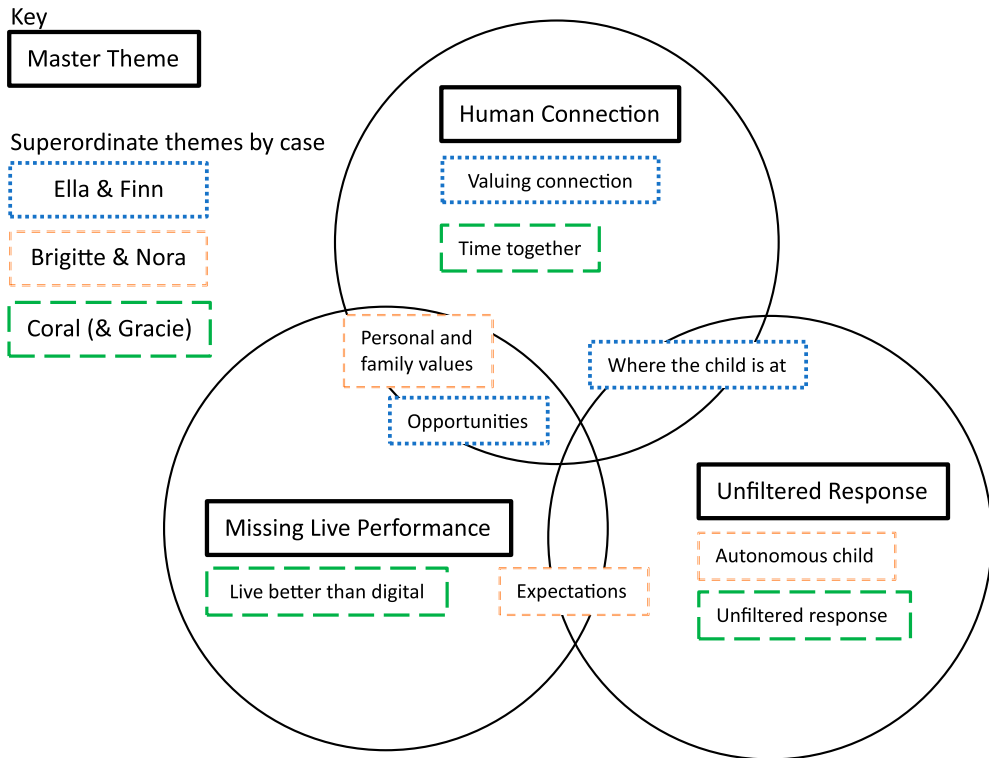 Key
Master Theme
Superordinate themes by case
Ella & Finn
Brigitte & Nora
Coral (& Gracie)
Human Connection
Valuing connection
Time together
Personal and
family values
Where the child is at
Opportunities
Missing Live Performance
Live better than digital
Expectations
Unfiltered Response
Autonomous child
Unfiltered response